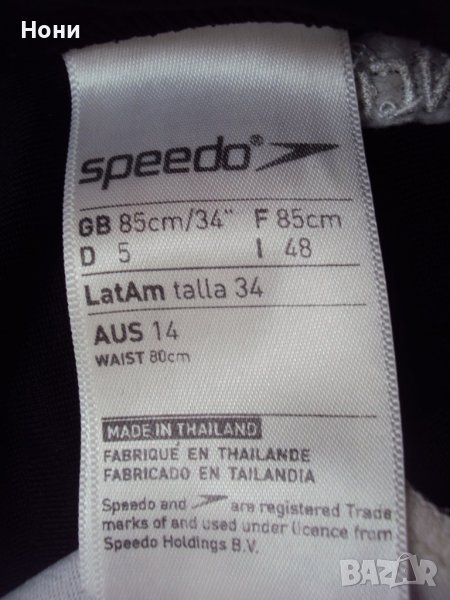 Нони
speedo®
GB 85cm/34" F 85cm
D 5 I 48
LatAm talla 34
AUS 14
WAIST 80cm
MADE IN THAILAND
FABRIQUÉ EN THAILANDE
FABRICADO EN TAILANDIA
Speedo and are registered Trade
marks of and used under licence from
Speedo Holdings B.V.
BAZAR